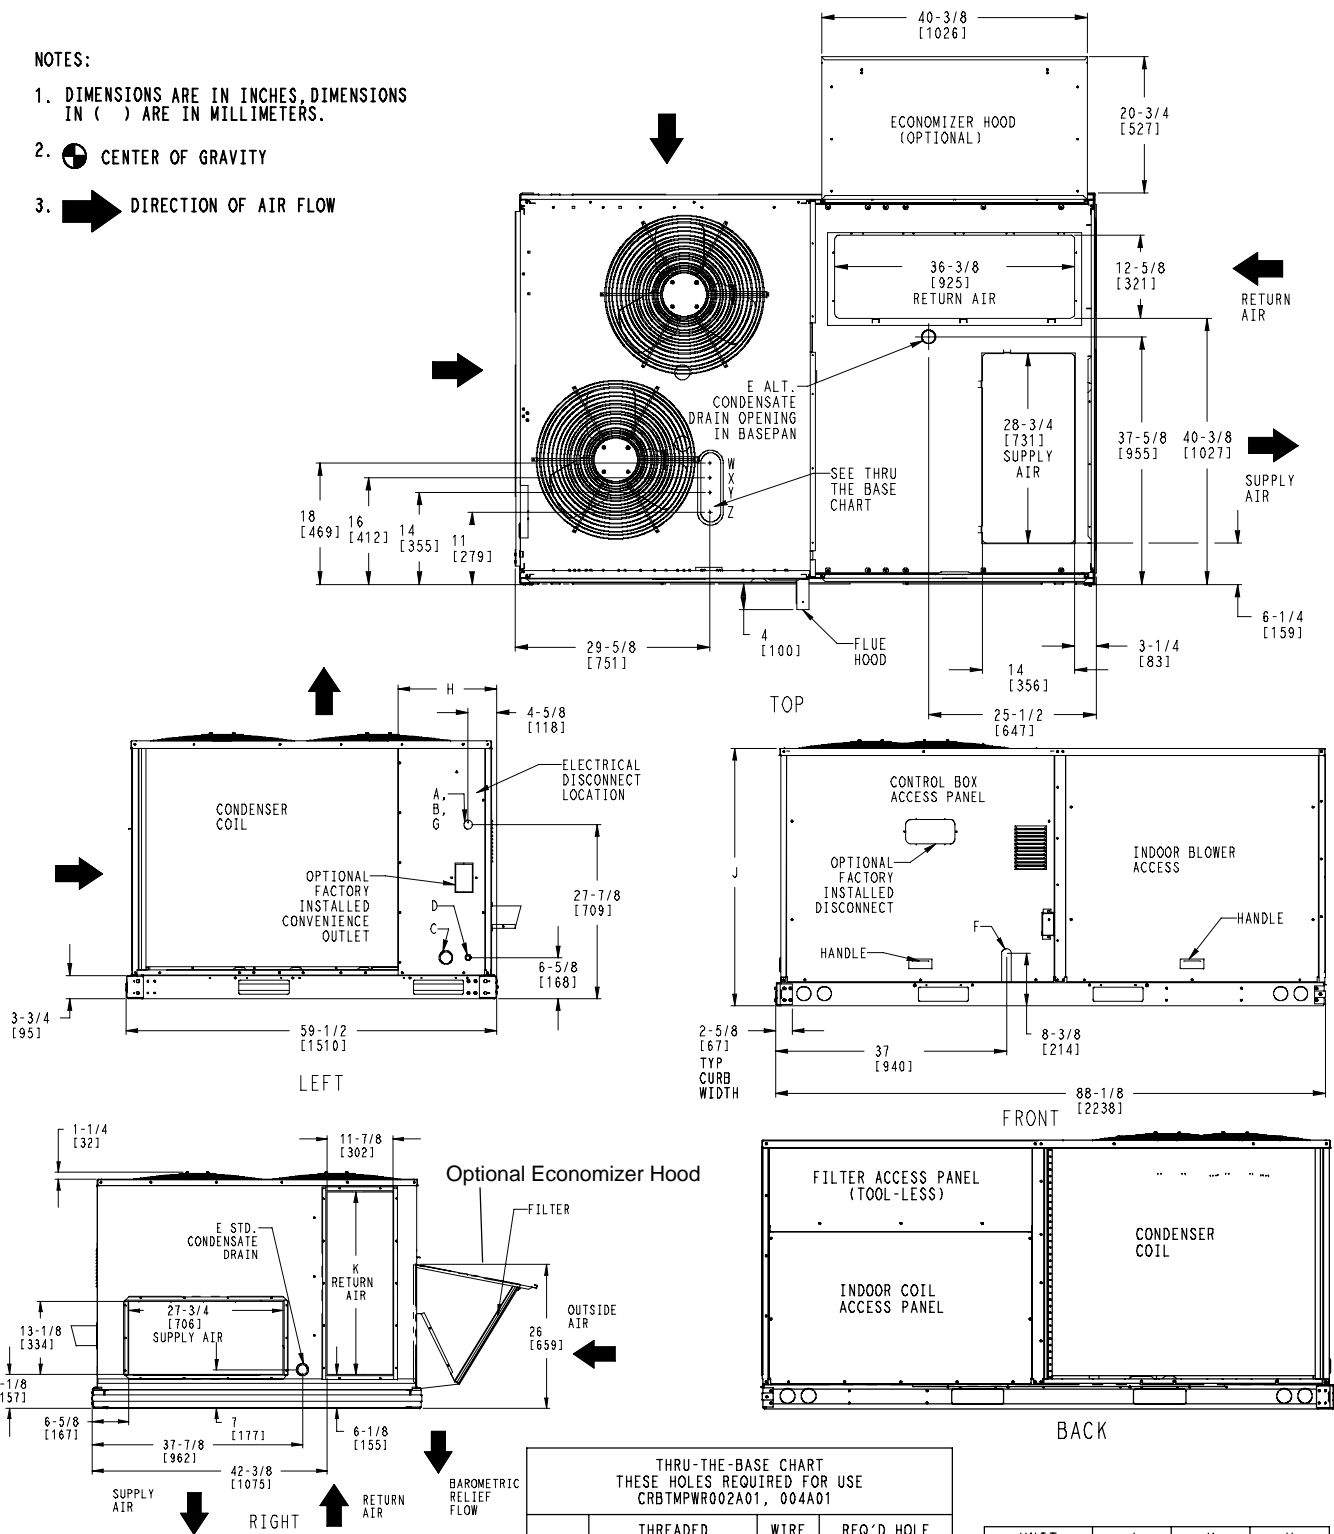 NOTES:
1. DIMENSIONS ARE IN INCHES, DIMENSIONS
IN ( ) ARE IN MILLIMETERS.
2. CENTER OF GRAVITY
3. DIRECTION OF AIR FLOW
40-3/8
[1026]
ECONOMIZER HOOD
(OPTIONAL)
20-3/4
[527]
36-3/8
[925]
RETURN AIR
12-5/8
[321]
RETURN
AIR
E ALT.
CONDENSATE
DRAIN OPENING
IN BASEPAN
28-3/4
[731]
SUPPLY
AIR
37-5/8
[955]
40-3/8
[1027]
SUPPLY
AIR
W
X
Y
Z
SEE THRU
THE BASE
CHART
18
[469]
16
[412]
14
[355]
11
[279]
29-5/8
[751]
4
[100]
FLUE
HOOD
6-1/4
[159]
3-1/4
[83]
14
[356]
25-1/2
[647]
TOP
H
4-5/8
[118]
ELECTRICAL
DISCONNECT
LOCATION
CONDENSER
COIL
A,
B,
G
OPTIONAL
FACTORY
INSTALLED
CONVENIENCE
OUTLET
D
C
27-7/8
[709]
6-5/8
[168]
3-3/4
[95]
59-1/2
[1510]
LEFT
CONTROL BOX
ACCESS PANEL
OPTIONAL
FACTORY
INSTALLED
DISCONNECT
INDOOR BLOWER
ACCESS
J
F
HANDLE
HANDLE
2-5/8
[67]
TYP
CURB
WIDTH
37
[940]
8-3/8
[214]
88-1/8
[2238]
FRONT
1-1/4
[32]
11-7/8
[302]
Optional Economizer Hood
FILTER
E STD.
CONDENSATE
DRAIN
K
RETURN
AIR
27-3/4
[706]
SUPPLY AIR
13-1/8
[334]
OUTSIDE
AIR
26
[659]
-1/8
157]
6-5/8
[167]
7
[177]
6-1/8
[155]
37-7/8
[962]
42-3/8
[1075]
SUPPLY
AIR
RETURN
AIR
BAROMETRIC
RELIEF
FLOW
RIGHT
FILTER ACCESS PANEL
(TOOL-LESS)
CONDENSER
COIL
INDOOR COIL
ACCESS PANEL
BACK
THRU-THE-BASE CHART
THESE HOLES REQUIRED FOR USE
CRBTMPWR002A01, 004A01
THREADED WIRE REQ'D HOLE